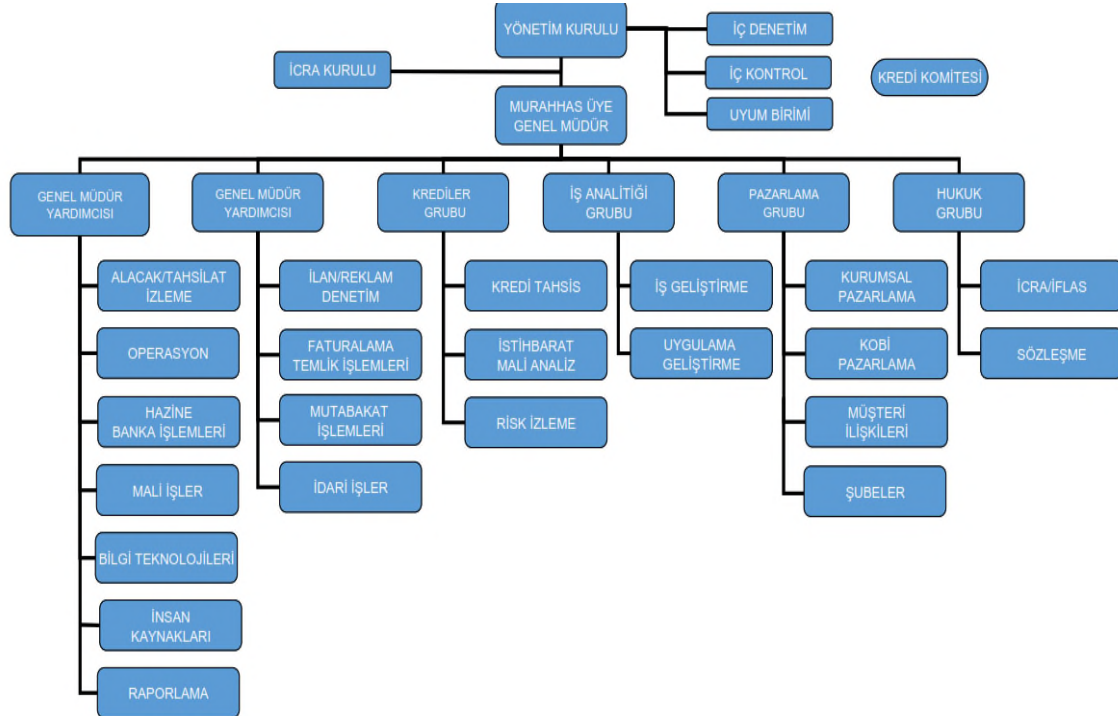 YÖNETİM KURULU
İÇ DENETİM
İCRA KURULU
İÇ KONTROL
KREDİ KOMİTESİ
MURAHHAS ÜYE
GENEL MÜDÜR
UYUM BİRİMİ
GENEL MÜDÜR
YARDIMCISI
ALACAK/TAHSİLAT
İZLEME
OPERASYON
HAZİNE
BANKA İŞLEMLERİ
MALİ İŞLER
BİLGİ TEKNOLOJİLERİ
İNSAN
KAYNAKLARI
RAPORLAMA
GENEL MÜDÜR
YARDIMCISI
İLAN/REKLAM
DENETİM
FATURALAMA
TEMLİK İŞLEMLERİ
MUTABAKAT
İŞLEMLERİ
İDARİ İŞLER
KREDİLER
GRUBU
KREDİ TAHSİS
İSTİHBARAT
MALİ ANALİZ
RİSK İZLEME
İŞ ANALİTİĞİ
GRUBU
İŞ GELİŞTİRME
UYGULAMA
GELİŞTİRME
PAZARLAMA
GRUBU
KURUMSAL
PAZARLAMA
KOBİ
PAZARLAMA
MÜŞTERİ
İLİŞKİLERİ
ŞUBELER
HUKUK
GRUBU
İCRA/İFLAS
SÖZLEŞME